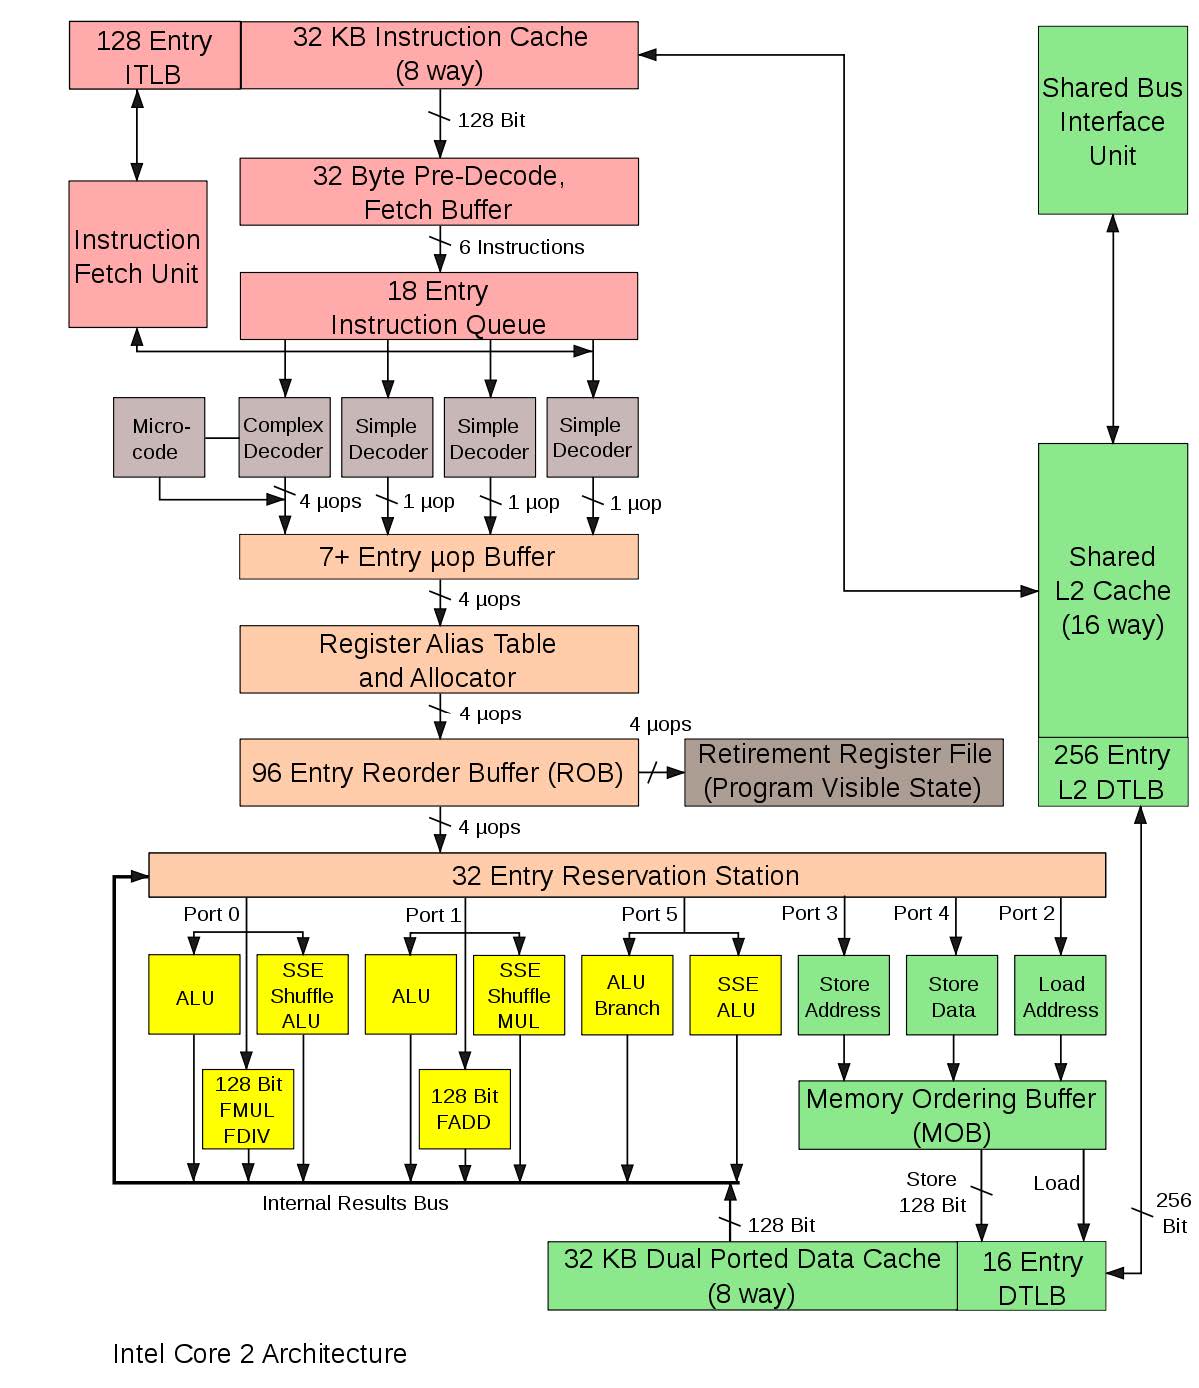 128 Entry
ITLB
32 KB Instruction Cache
(8 way)
128 Bit
Shared Bus
Interface
Unit
32 Byte Pre-Decode,
Fetch Buffer
Instruction
Fetch Unit
6 Instructions
18 Entry
Instruction Queue
Micro-
code
Complex
Decoder
Simple
Decoder
Simple
Decoder
Simple
Decoder
4 µops
1 µop
1 µop
1 µop
7+ Entry µop Buffer
Shared
L2 Cache
(16 way)
4 µops
Register Alias Table
and Allocator
4 µops
4 µops
96 Entry Reorder Buffer (ROB)
Retirement Register File
(Program Visible State)
256 Entry
L2 DTLB
4 µops
32 Entry Reservation Station
Port 0
Port 1
Port 5
Port 3
Port 4
Port 2
ALU
SSE
Shuffle
ALU
ALU
SSE
Shuffle
MUL
ALU
Branch
SSE
ALU
Store
Address
Store
Data
Load
Address
128 Bit
FMUL
FDIV
128 Bit
FADD
Memory Ordering Buffer
(MOB)
Internal Results Bus
Store
128 Bit
Load
256
Bit
128 Bit
32 KB Dual Ported Data Cache
(8 way)
16 Entry
DTLB
Intel Core 2 Architecture